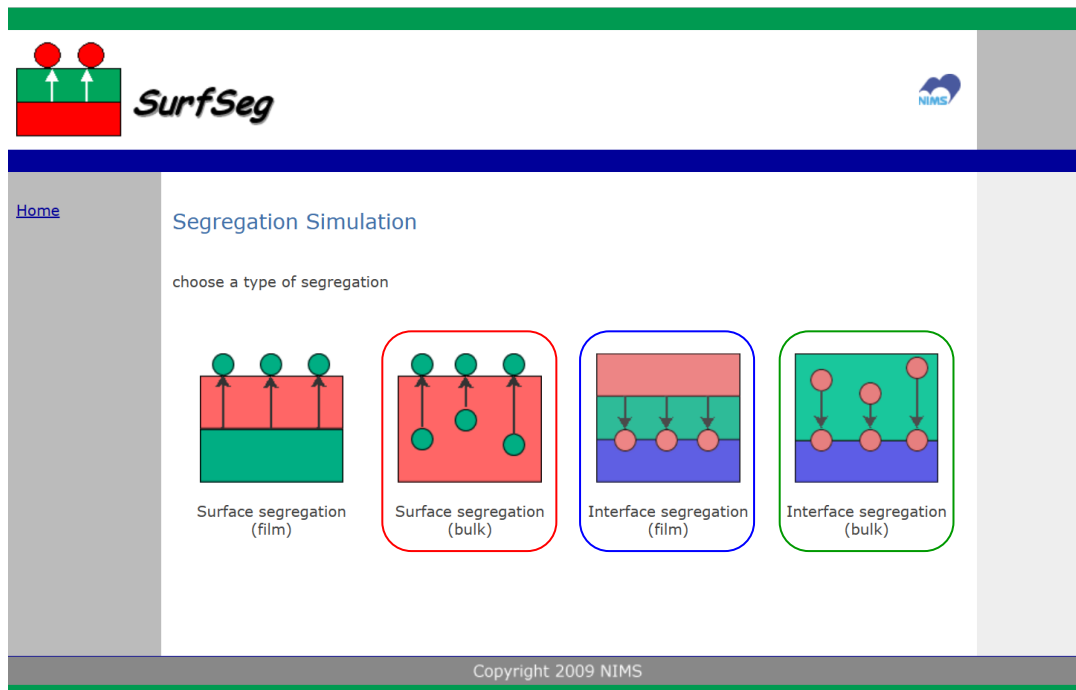 SurfSeg
NIMS
Home
Segregation Simulation
choose a type of segregation
Surface segregation
(film)
Surface segregation
(bulk)
Interface segregation
(film)
Interface segregation
(bulk)
Copyright 2009 NIMS